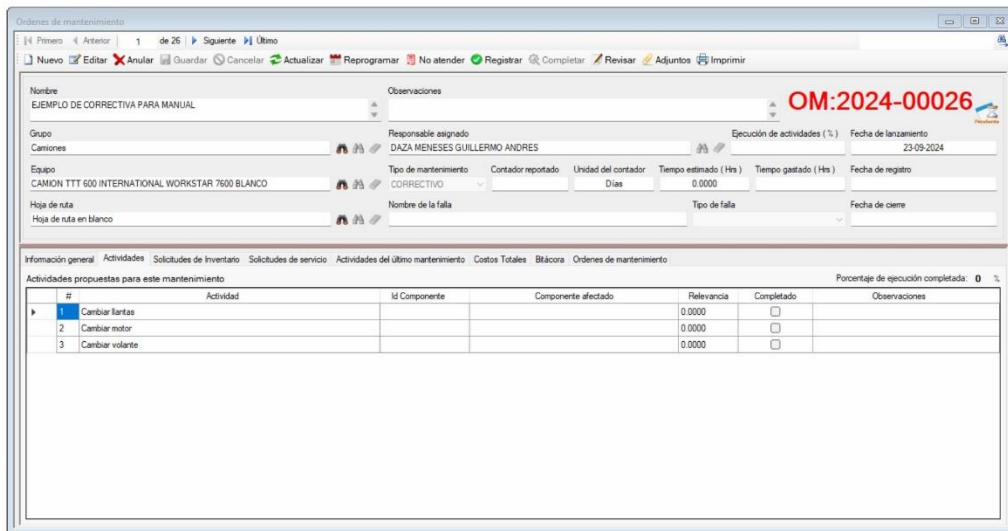 Ordenes de mantenimiento
Primero Anterior 1 de 26 Siguiente Último
Nuevo Editar Anular Guardar Cancelar Actualizar Reprogramar No atender Registrar Completar Revisar Adjuntos Imprimir
Nombre Observaciones
EJEMPLO DE CORRECTIVA PARA MANUAL
OM:2024-00026
Pendiente
Grupo Responsable asignado Ejecución de actividades ( % ) Fecha de lanzamiento
Camiones DAZA MENESES GUILLERMO ANDRES 23-09-2024
Equipo Tipo de mantenimiento Contador reportado Unidad del contador Tiempo estimado ( Hrs ) Tiempo gastado ( Hrs ) Fecha de registro
CAMION TTT 600 INTERNATIONAL WORKSTAR 7600 BLANCO CORRECTIVO Días 0.0000
Hoja de ruta Nombre de la falla Tipo de falla Fecha de cierre
Hoja de ruta en blanco
Información general Actividades Solicitudes de Inventario Solicitudes de servicio Actividades del último mantenimiento Costos Totales Bitácora Ordenes de mantenimiento
Actividades propuestas para este mantenimiento Porcentaje de ejecución completada: 0 %
# Actividad Id Componente Componente afectado Relevancia Completado Observaciones
1 Cambiar llantas 0.0000
2 Cambiar motor 0.0000
3 Cambiar volante 0.0000